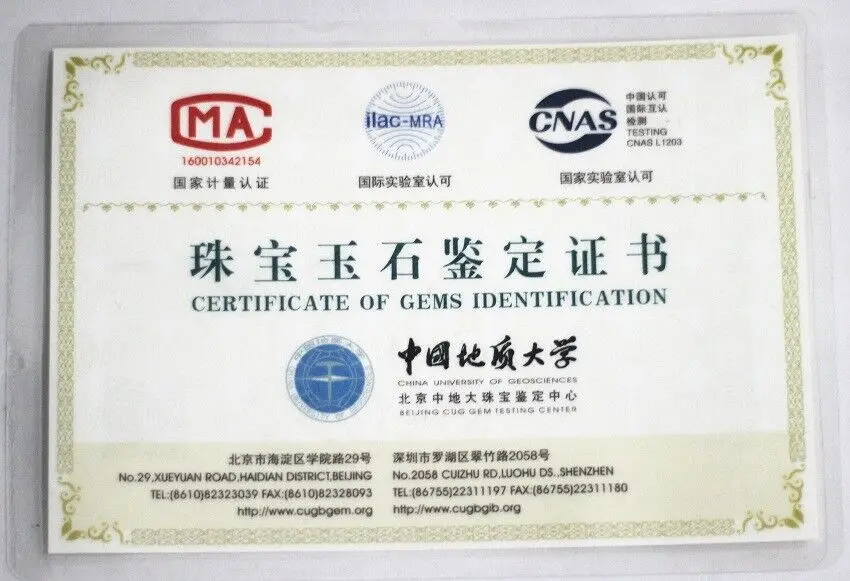 CMA
160010342154
国家计量认证
ilac-MRA
国际实验室认可
CNAS
中国认可
国际互认
检测
TESTING
CNAS L1203
国家实验室认可
珠宝玉石鉴定证书
CERTIFICATE OF GEMS IDENTIFICATION
中國地质大学
CHINA UNIVERSITY OF GEOSCIENCES
北京中地大珠宝鉴定中心
BEIJING CUG GEM TESTING CENTER
北京市海淀区学院路29号
No.29,XUEYUAN ROAD,HAIDIAN DISTRICT,BEIJING
TEL:(8610)82323039 FAX:(8610)82328093
http://www.cugbgem.org
深圳市罗湖区翠竹路2058号
No.2058 CUIZHU RD,LUOHU DS.,SHENZHEN
TEL:(86755)22311197 FAX:(86755)22311180
http://www.cugbgib.org